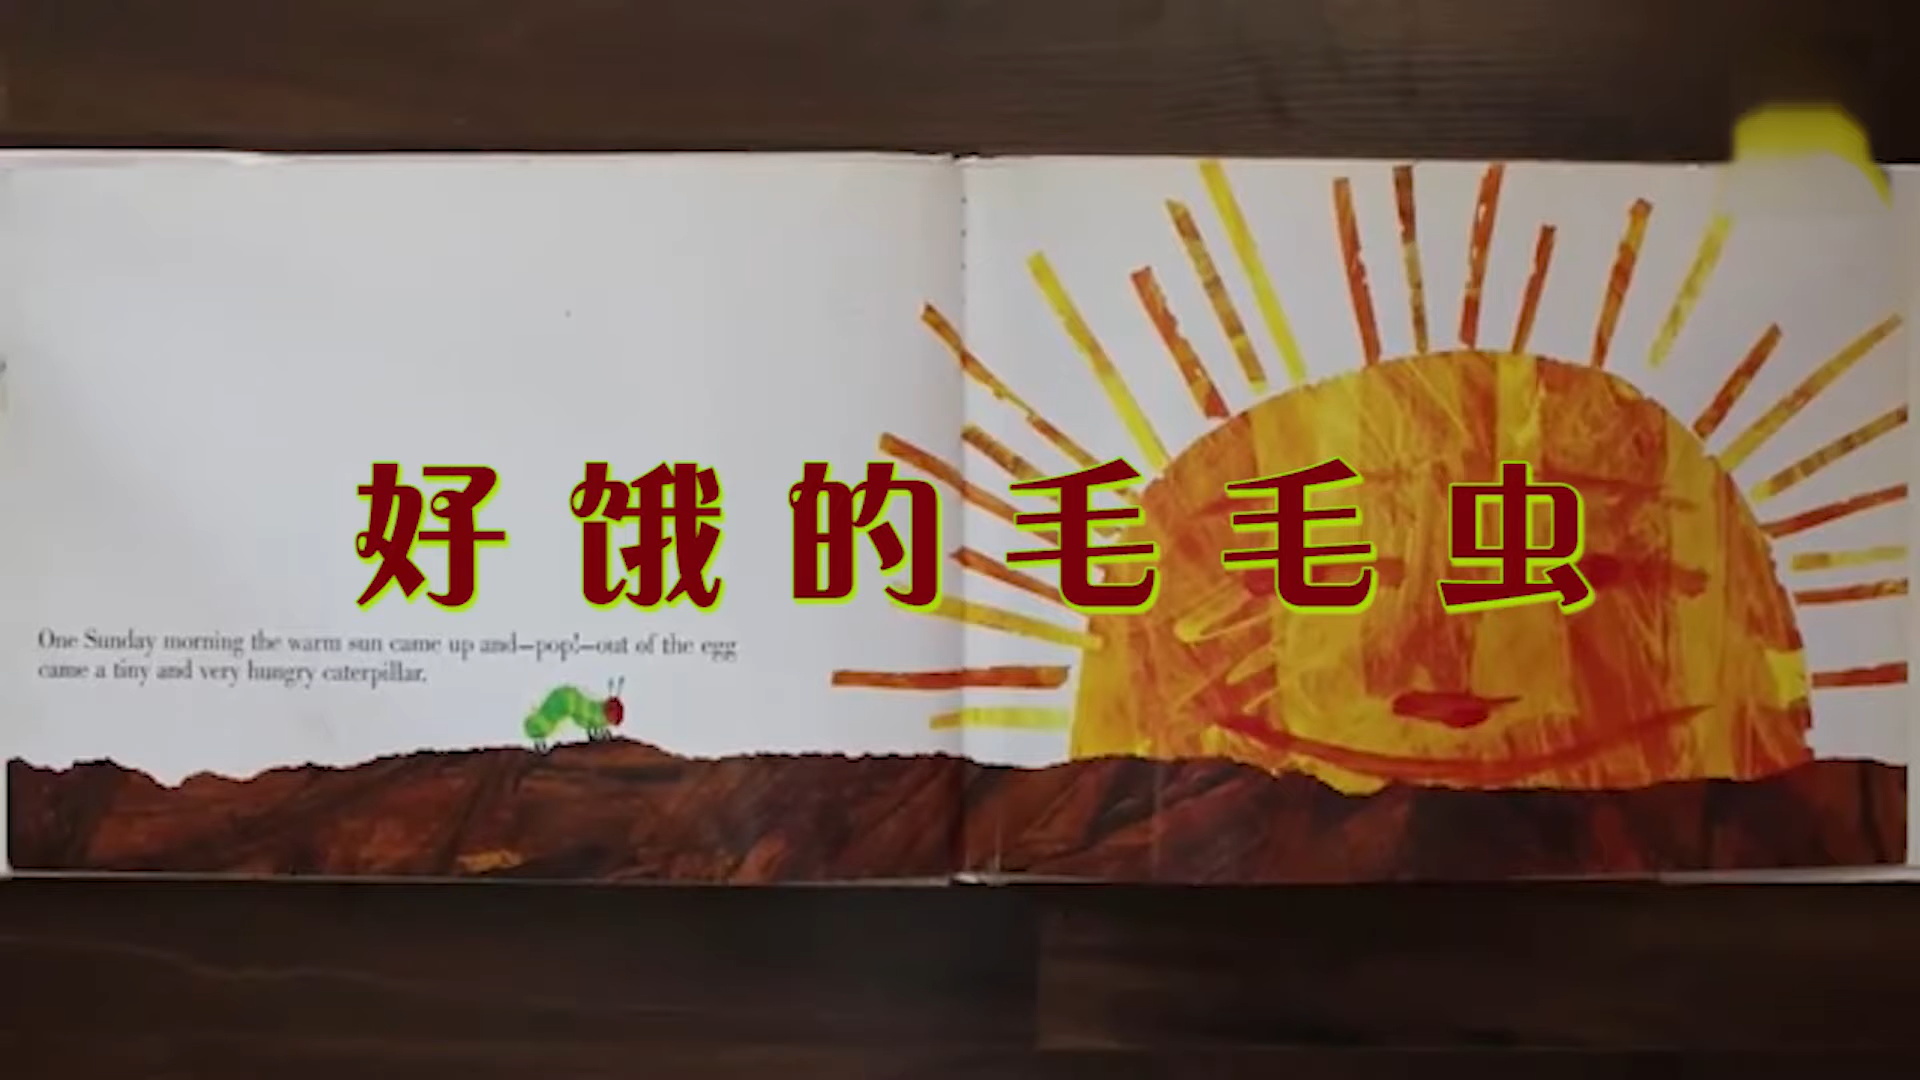 好饿的毛毛虫
One Sunday morning the warm sun came up and—pop!—out of the egg
came a tiny and very hungry caterpillar.